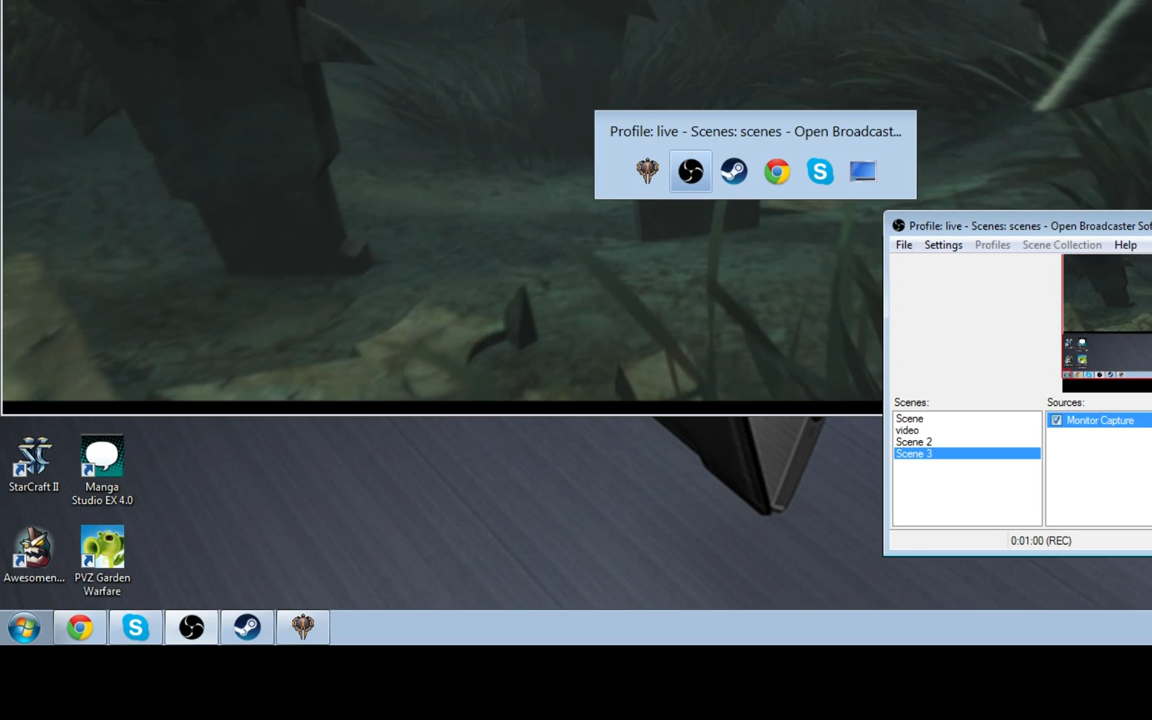 Profile: live - Scenes: scenes - Open Broadcast...
Profile: live - Scenes: scenes - Open Broadcaster Sof
File Settings Profiles Scene Collection Help
Scenes:
Sources:
Scene
video
Scene 2
Scene 3
Monitor Capture
0:01:00 (REC)
StarCraft II
Manga
Studio EX 4.0
Awesomen...
PVZ Garden
Warfare